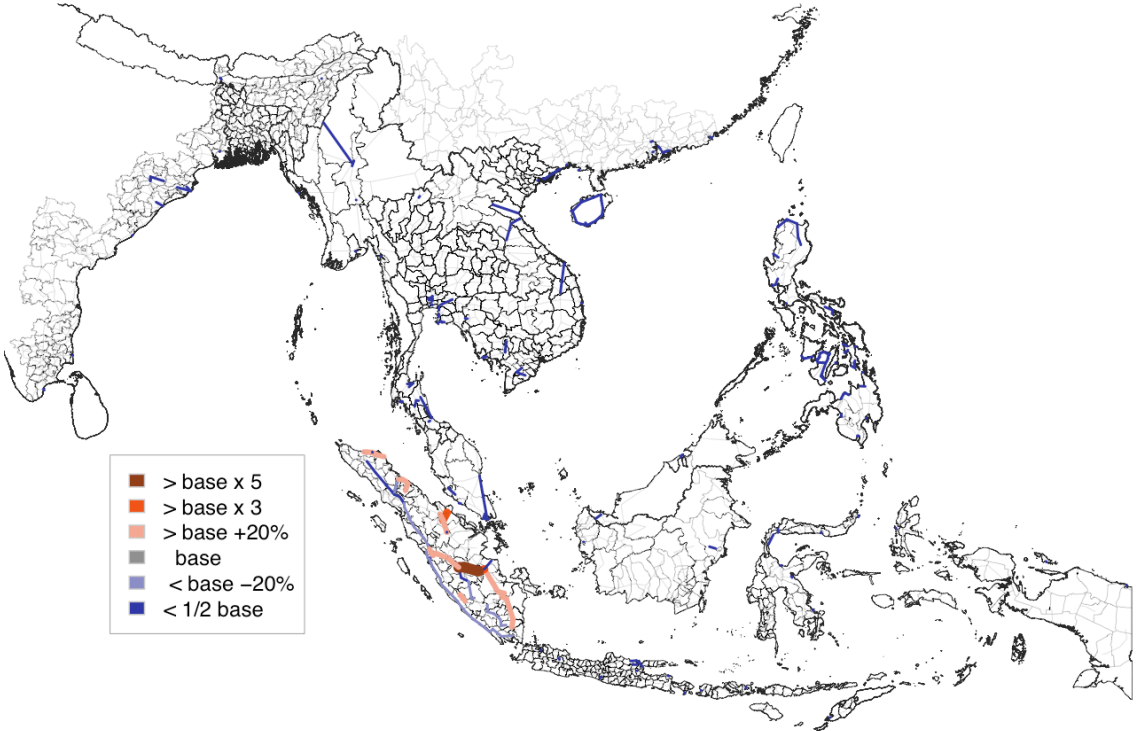 > base x 5
> base x 3
> base +20%
base
< base −20%
< 1/2 base